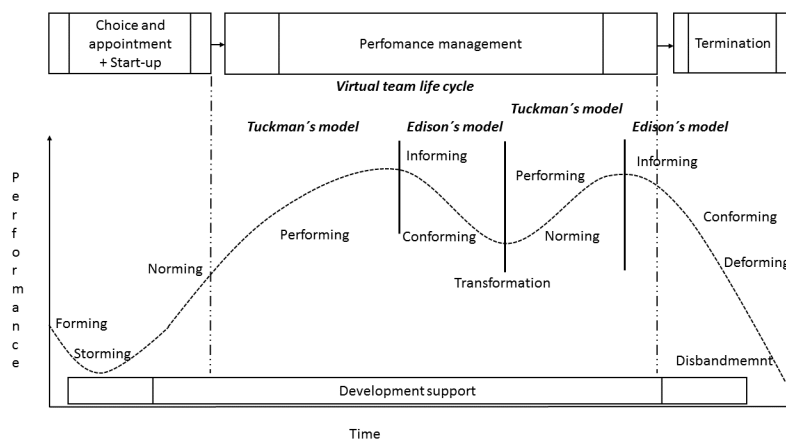 Choice and
appointment
+ Start-up
Perfomance management
Termination
Virtual team life cycle
Tuckman´s model
Edison´s model
Tuckman´s model
Edison´s model
Performance
Informing
Informing
Performing
Performing
Conforming
Norming
Conforming
Norming
Deforming
Transformation
Forming
Storming
Disbandmemnt
Development support
Time